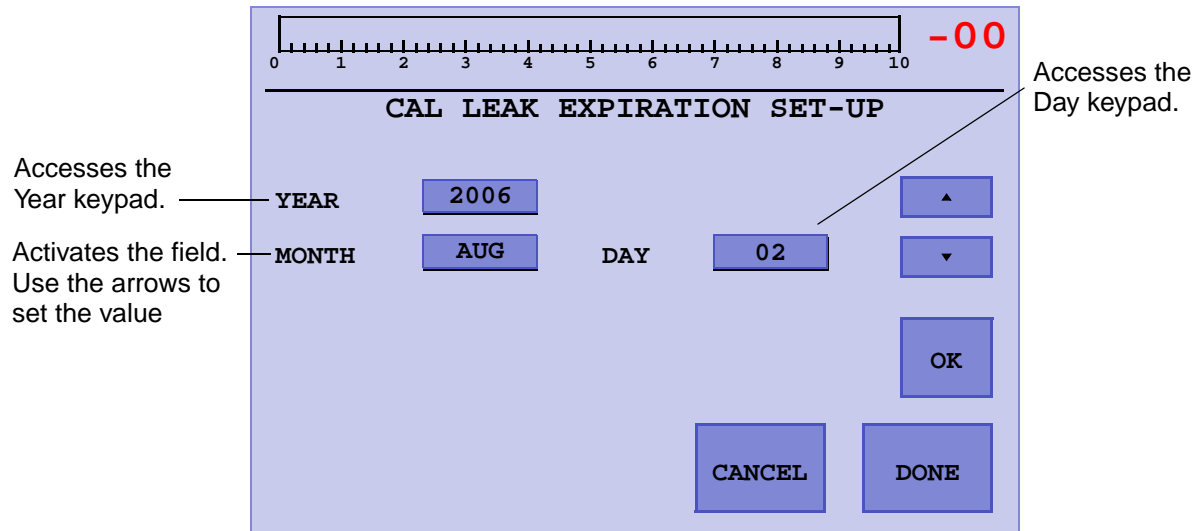 -00
0 1 2 3 4 5 6 7 8 9 10
CAL LEAK EXPIRATION SET-UP
Accesses the
Day keypad.
Accesses the
Year keypad.
YEAR 2006
Activates the field.
Use the arrows to
set the value
MONTH AUG DAY 02
OK
CANCEL DONE